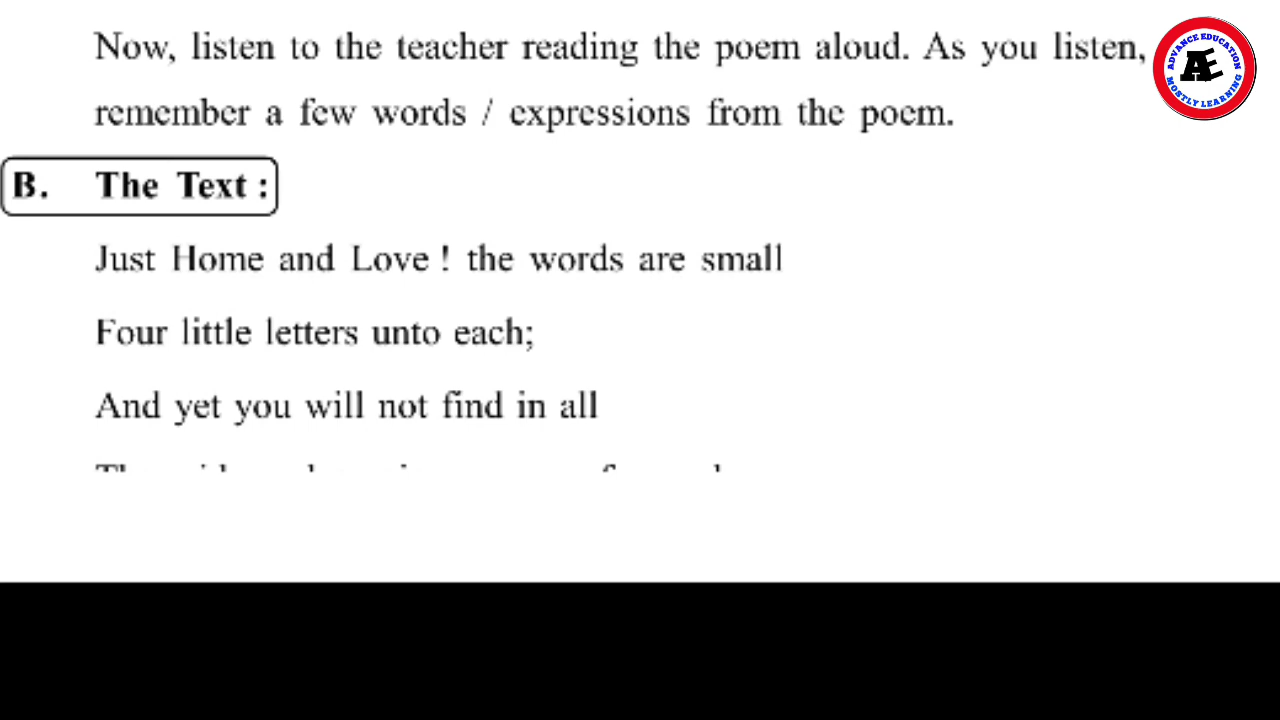 Now, listen to the teacher reading the poem aloud. As you listen,
remember a few words / expressions from the poem.
B. The Text :
Just Home and Love ! the words are small
Four little letters unto each;
And yet you will not find in all
ADVANCE EDUCATION
AE
MOSTLY LEARNING